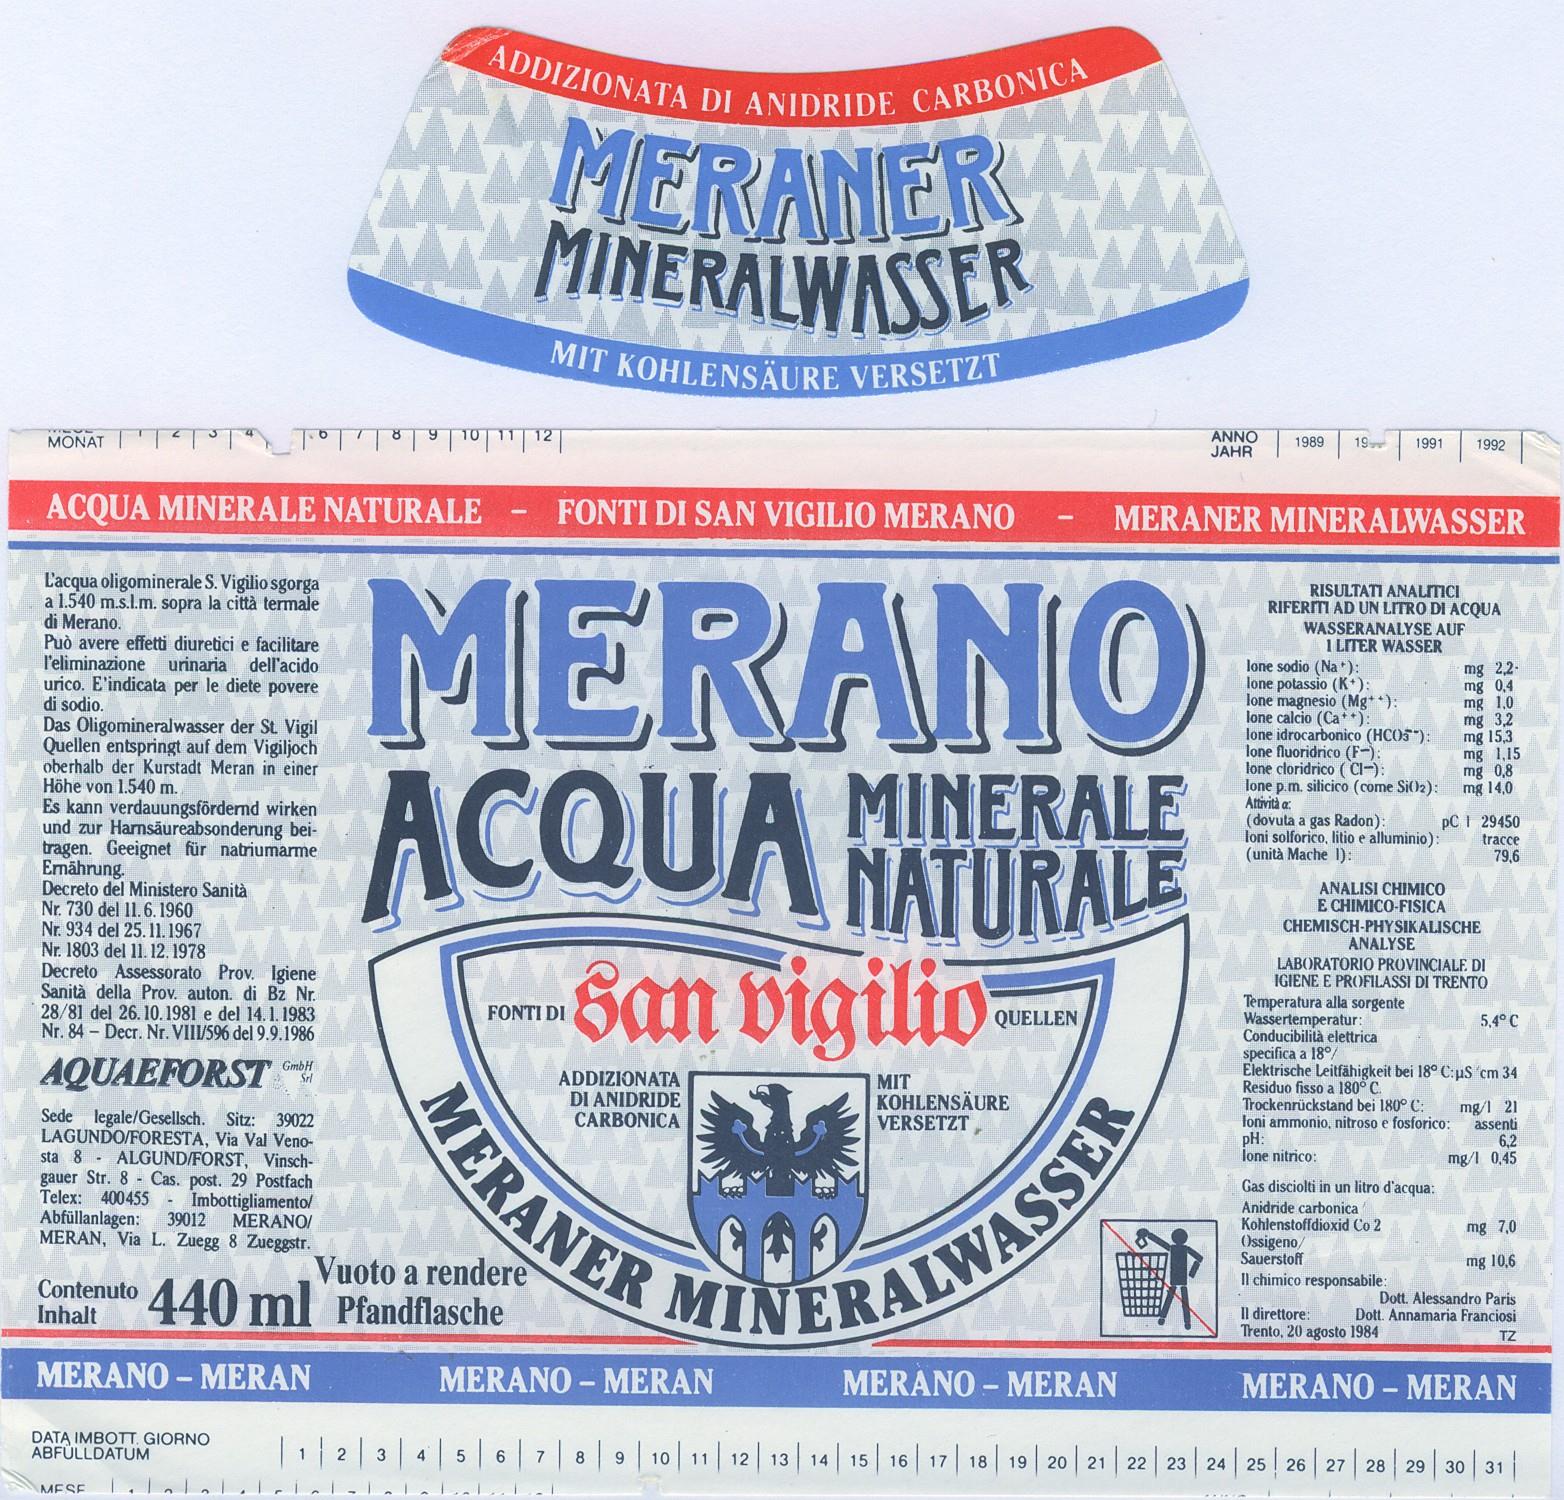 ADDIZIONATA DI ANIDRIDE CARBONICA
MERANER
MINERALWASSER
MIT KOHLENSÄURE VERSETZT
MONAT 1 2 3 4 6 7 8 9 10 11 12
ANNO
JAHR 1989 1991 1992
ACQUA MINERALE NATURALE – FONTI DI SAN VIGILIO MERANO – MERANER MINERALWASSER
L'acqua oligominerale S. Vigilio sgorga
a 1.540 m.s.l.m. sopra la città termale
di Merano.
Può avere effetti diuretici e facilitare
l'eliminazione urinaria dell'acido
urico. E'indicata per le diete povere
di sodio.
Das Oligomineralwasser der St. Vigil
Quellen entspringt auf dem Vigiljoch
oberhalb der Kurstadt Meran in einer
Höhe von 1.540 m.
Es kann verdauungsfördernd wirken
und zur Harnsäureabsonderung bei-
tragen. Geeignet für natriumarme
Ernährung.
Decreto del Ministero Sanità
Nr. 730 del 11.6.1960
Nr. 934 del 25.11.1967
Nr. 1803 del 11.12.1978
Decreto Assessorato Prov. Igiene
Sanità della Prov. auton. di Bz Nr.
28/81 del 26.10.1981 e del 14.1.1983
Nr. 84 – Decr. Nr. VIII/596 del 9.9.1986
AQUAEFORST GmbH
Srl
Sede legale/Gesellsch. Sitz: 39022
LAGUNDO/FORESTA, Via Val Veno-
sta 8 - ALGUND/FORST, Vinsch-
gauer Str. 8 - Cas. post. 29 Postfach
Telex: 400455 - Imbottigliamento/
Abfüllanlagen: 39012 MERANO/
MERAN, Via L. Zuegg 8 Zueggstr.
Contenuto
Inhalt 440 ml
Vuoto a rendere
Pfandflasche
MERANO
ACQUA MINERALE
NATURALE
FONTI DI san vigilio QUELLEN
ADDIZIONATA
DI ANIDRIDE
CARBONICA
MIT
KOHLENSÄURE
VERSETZT
MERANER MINERALWASSER
RISULTATI ANALITICI
RIFERITI AD UN LITRO DI ACQUA
WASSERANALYSE AUF
1 LITER WASSER
Ione sodio (Na⁺): mg 2,2
Ione potassio (K⁺): mg 0,4
Ione magnesio (Mg⁺⁺): mg 1,0
Ione calcio (Ca⁺⁺): mg 3,2
Ione idrocarbonico (HCO3⁻): mg 15,3
Ione fluoridrico (F⁻): mg 1,15
Ione cloridrico (Cl⁻): mg 0,8
Ione p.m. silicico (come SiO₂): mg 14,0
Attività α:
(dovuta a gas Radon): pC l 29450
Ioni solforico, litio e alluminio): tracce
(unità Mache l): 79,6
ANALISI CHIMICO
E CHIMICO-FISICA
CHEMISCH-PHYSIKALISCHE
ANALYSE
LABORATORIO PROVINCIALE DI
IGIENE E PROFILASSI DI TRENTO
Temperatura alla sorgente
Wassertemperatur: 5,4° C
Conducibilità elettrica
specifica a 18°/
Elektrische Leitfähigkeit bei 18° C: µS cm 34
Residuo fisso a 180° C.
Trockenrückstand bei 180° C: mg/l 21
Ioni ammonio, nitroso e fosforico: assenti
pH: 6,2
Ione nitrico: mg/l 0,45
Gas disciolti in un litro d'acqua:
Anidride carbonica
Kohlenstoffdioxid Co 2 mg 7,0
Ossigeno/
Sauerstoff mg 10,6
Il chimico responsabile:
Dott. Alessandro Paris
Il direttore: Dott. Annamaria Franciosi
Trento, 20 agosto 1984 TZ
MERANO – MERAN MERANO – MERAN MERANO – MERAN MERANO – MERAN
DATA IMBOTT. GIORNO
ABFÜLLDATUM 1 2 3 4 5 6 7 8 9 10 11 12 13 14 15 16 17 18 19 20 21 22 23 24 25 26 27 28 29 30 31
MESE